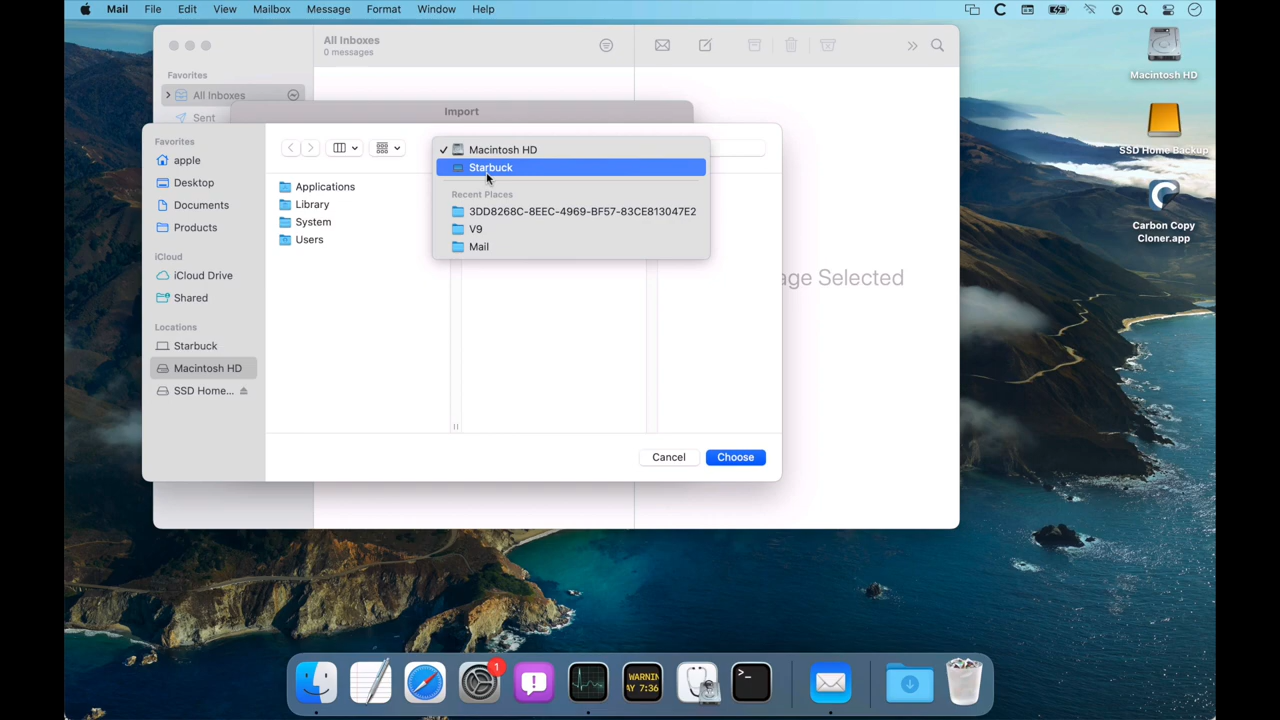 Mail File Edit View Mailbox Message Format Window Help
All Inboxes
0 messages
Favorites
All Inboxes
Sent
Import
Favorites
apple
Desktop
Documents
Products
iCloud
iCloud Drive
Shared
Locations
Starbuck
Macintosh HD
SSD Home...
Applications
Library
System
Users
Macintosh HD
Starbuck
Recent Places
3DD8268C-8EEC-4969-BF57-83CE813047E2
V9
Mail
age Selected
Cancel Choose
Macintosh HD
SSD Home Backup
Carbon Copy
Cloner.app
1
WARNIN
AY 7:36
>_